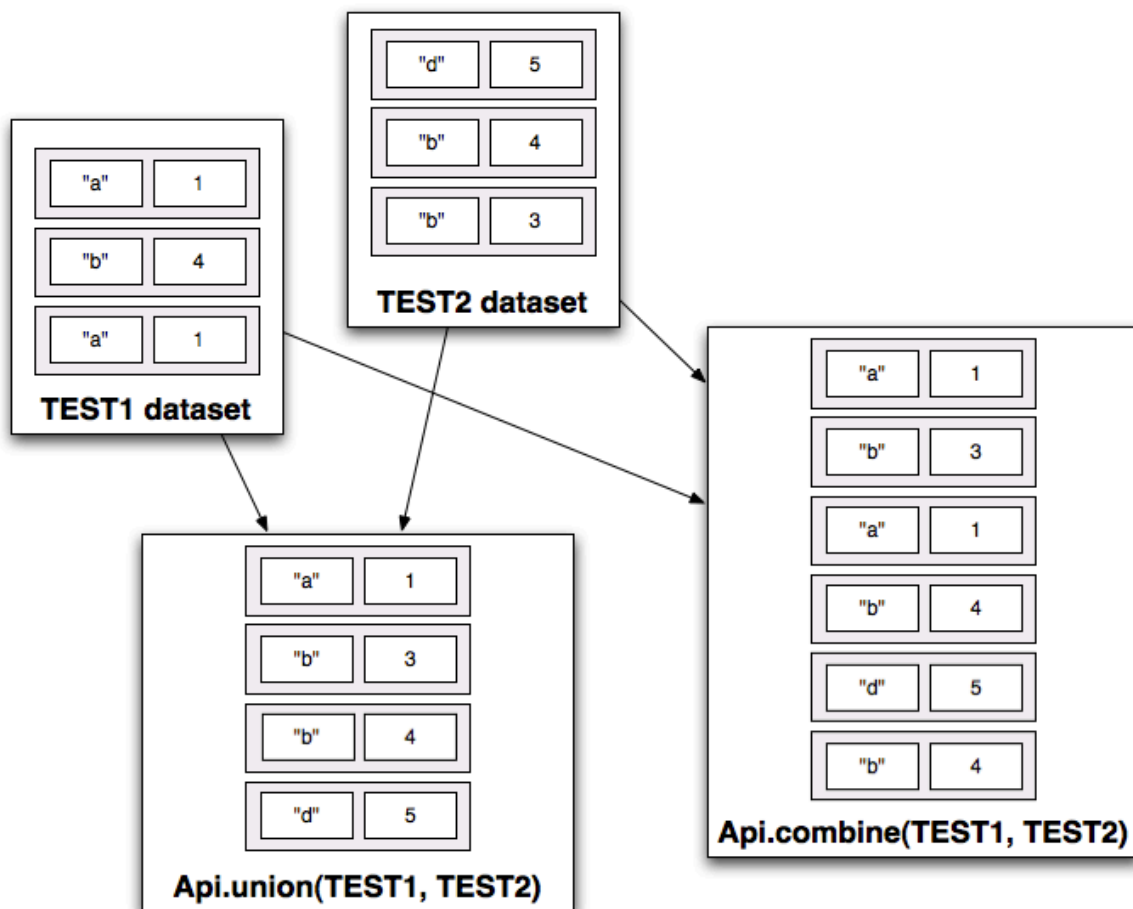 "a" 1
"b" 4
"a" 1
TEST1 dataset
"d" 5
"b" 4
"b" 3
TEST2 dataset
"a" 1
"b" 3
"b" 4
"d" 5
Api.union(TEST1, TEST2)
"a" 1
"b" 3
"a" 1
"b" 4
"d" 5
"b" 4
Api.combine(TEST1, TEST2)